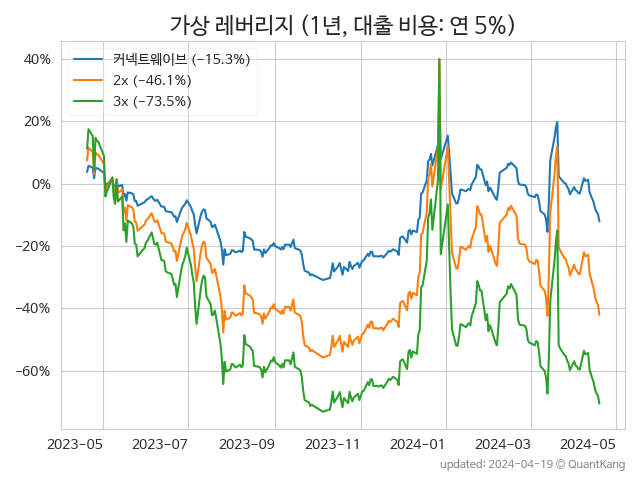 가상 레버리지 (1년, 대출 비용: 연 5%)
커넥트웨이브 (−15.3%)
2x (−46.1%)
3x (−73.5%)
40%
20%
0%
−20%
−40%
−60%
2023-05 2023-07 2023-09 2023-11 2024-01 2024-03 2024-05
updated: 2024-04-19 © QuantKang